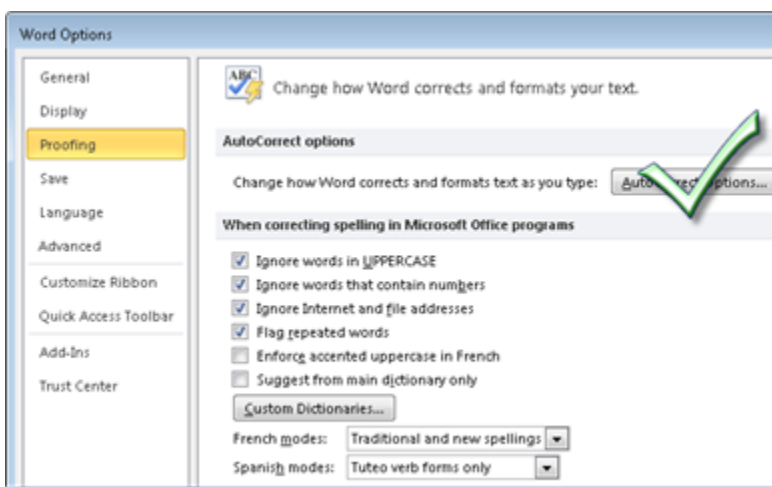 Word Options
General
Display
Proofing
Save
Language
Advanced
Customize Ribbon
Quick Access Toolbar
Add-Ins
Trust Center
ABC
Change how Word corrects and formats your text.
AutoCorrect options
Change how Word corrects and formats text as you type:
AutoCorrect Options...
When correcting spelling in Microsoft Office programs
Ignore words in UPPERCASE
Ignore words that contain numbers
Ignore Internet and file addresses
Flag repeated words
Enforce accented uppercase in French
Suggest from main dictionary only
Custom Dictionaries...
French modes: Traditional and new spellings
Spanish modes: Tuteo verb forms only